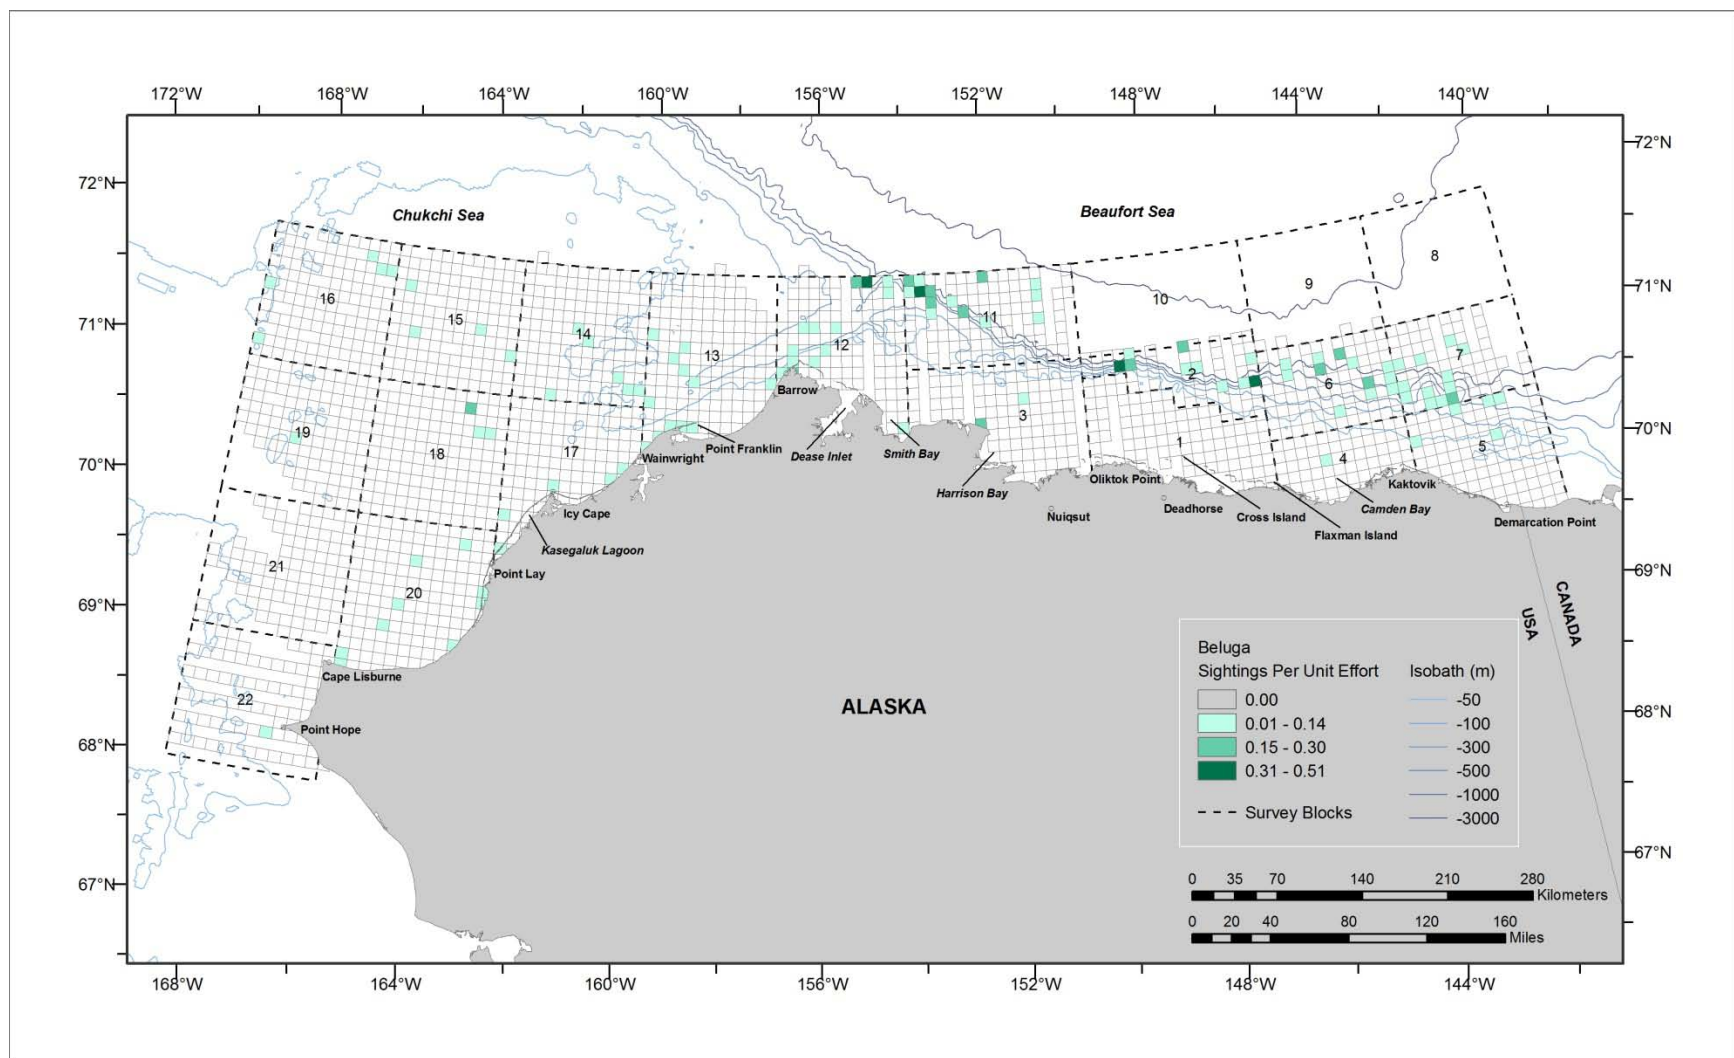 172°W 168°W 164°W 160°W 156°W 152°W 148°W 144°W 140°W
72°N
72°N
Chukchi Sea
Beaufort Sea
8
9
10
16
15
14
13
12
11
71°N
71°N
7
2
6
Barrow
3
19
18
17
Wainwright
Point Franklin
Dease Inlet
Smith Bay
1
4
5
70°N
70°N
Harrison Bay
Oliktok Point
Kaktovik
Icy Cape
Nuiqsut
Deadhorse
Cross Island
Camden Bay
Demarcation Point
Flaxman Island
Kasegaluk Lagoon
21
Point Lay
69°N
69°N
20
USA
CANADA
Cape Lisburne
22
Point Hope
68°N
68°N
ALASKA
Beluga
Sightings Per Unit Effort
0.00
0.01 - 0.14
0.15 - 0.30
0.31 - 0.51
Survey Blocks
Isobath (m)
-50
-100
-300
-500
-1000
-3000
67°N
67°N
0 35 70 140 210 280
Kilometers
0 20 40 80 120 160
Miles
168°W 164°W 160°W 156°W 152°W 148°W 144°W